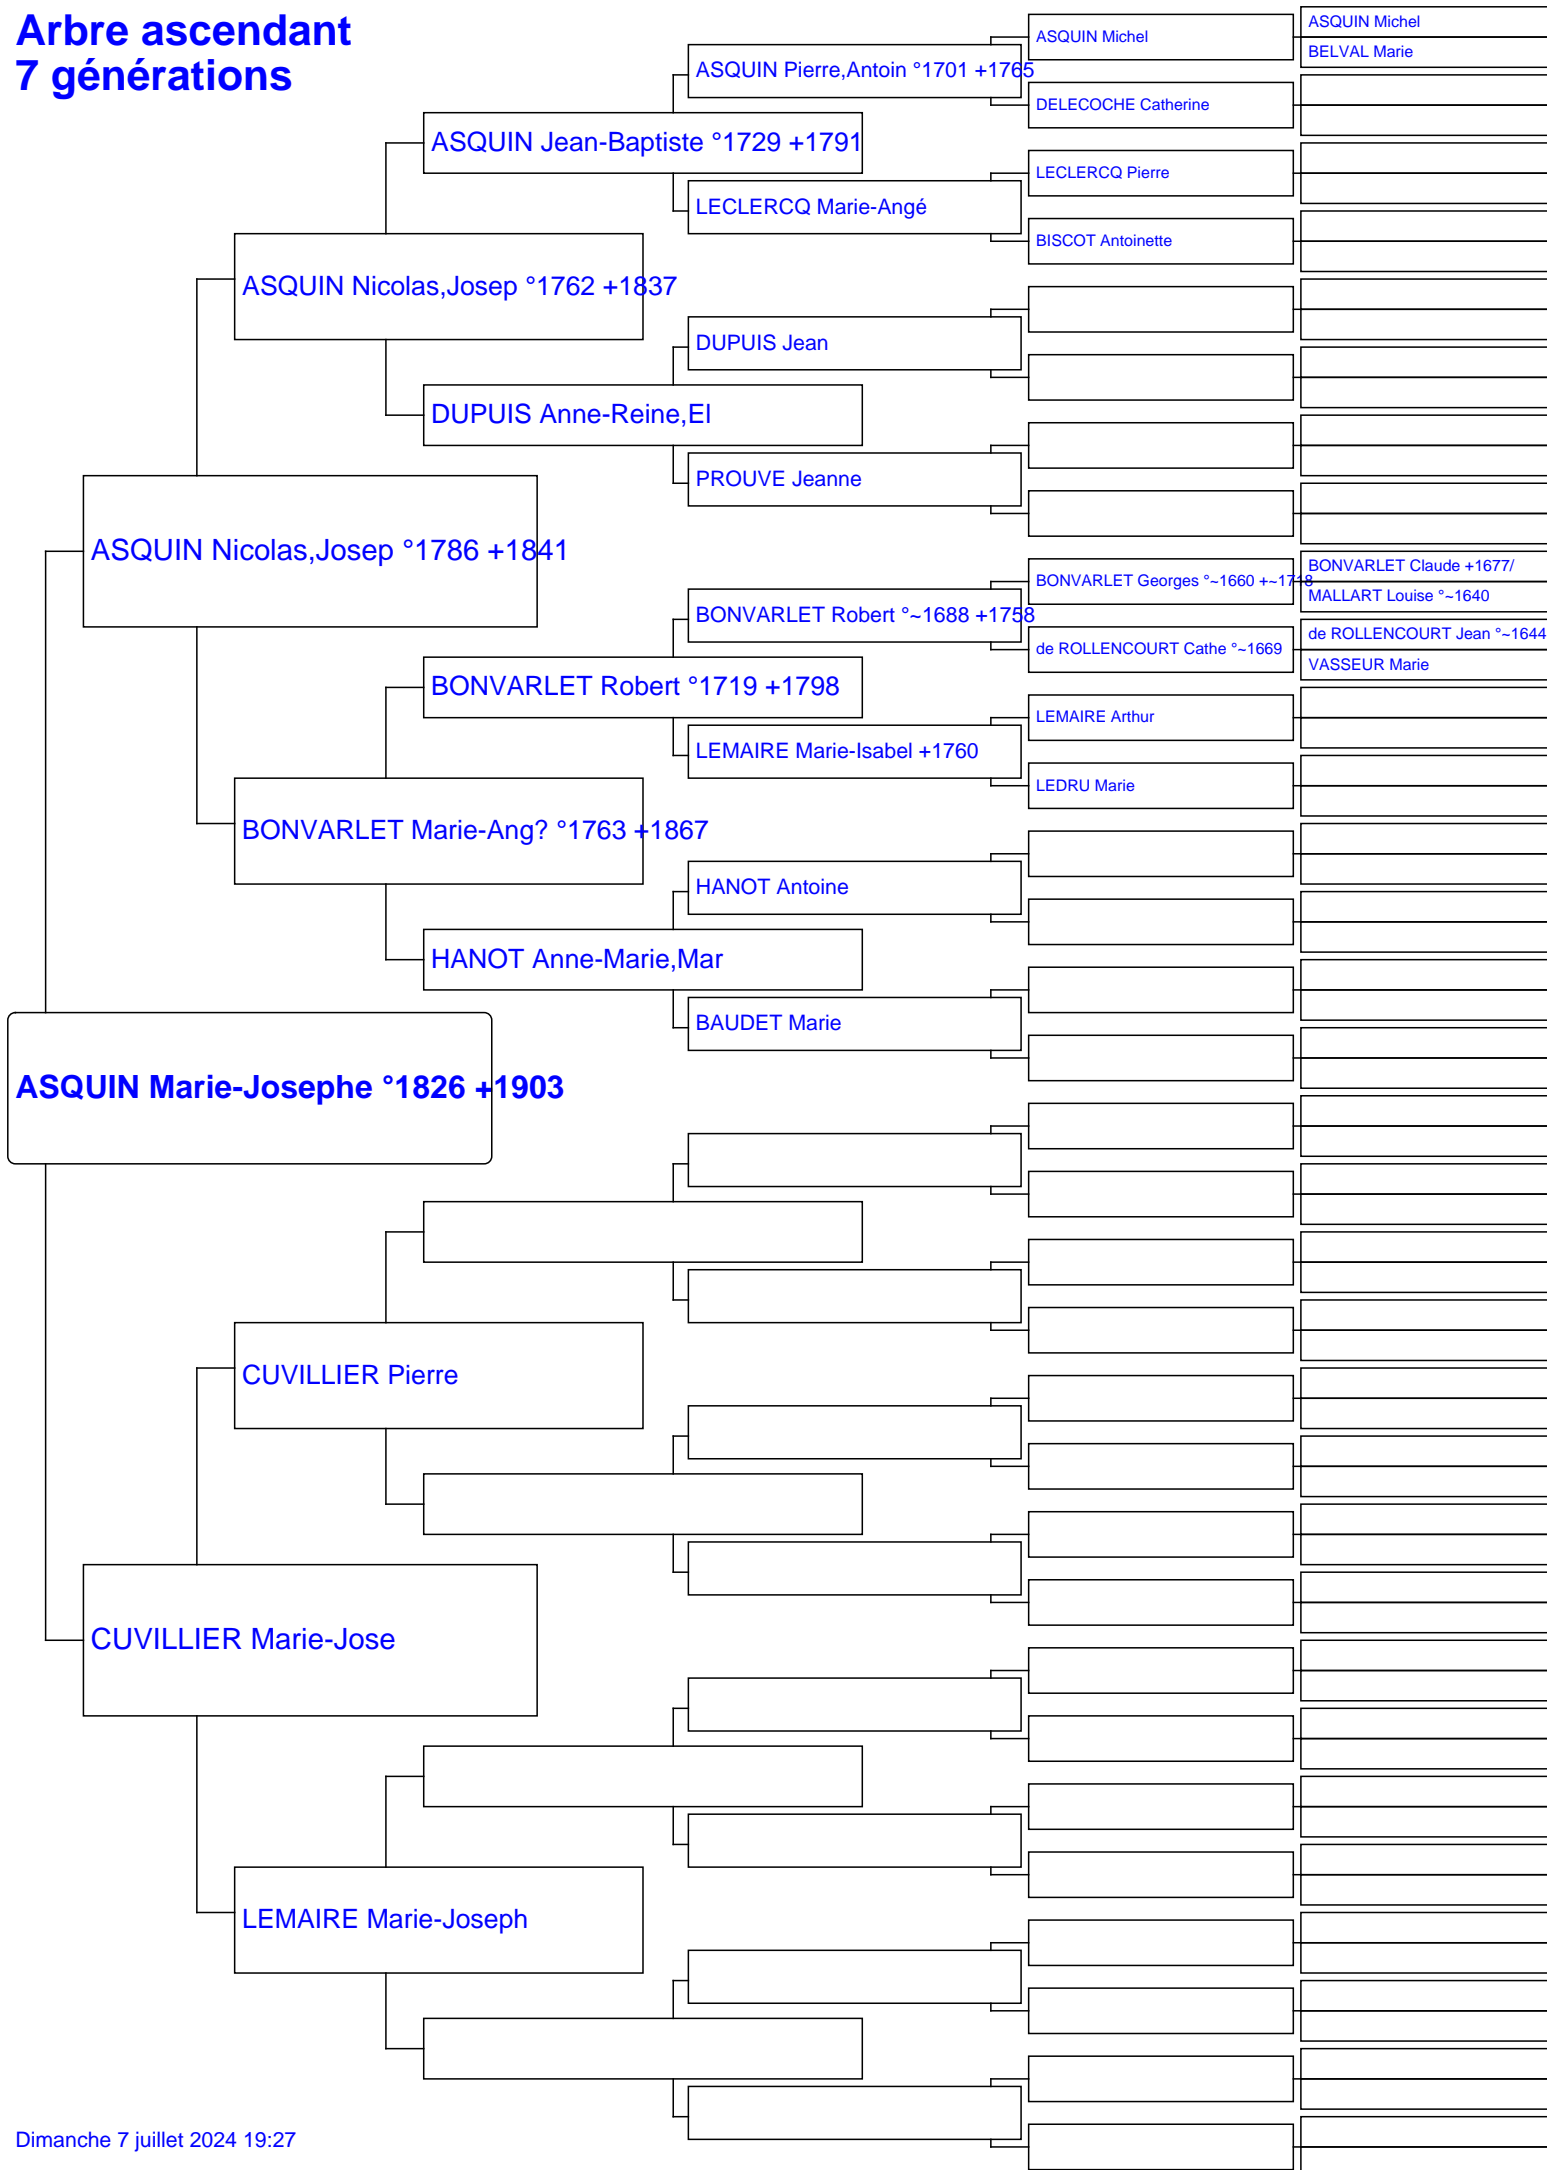 Arbre ascendant
7 générations
ASQUIN Michel
BELVAL Marie
ASQUIN Michel
ASQUIN Pierre,Antoin °1701 +1765
DELECOCHE Catherine
ASQUIN Jean-Baptiste °1729 +1791
LECLERCQ Pierre
LECLERCQ Marie-Angé
BISCOT Antoinette
ASQUIN Nicolas,Josep °1762 +1837
DUPUIS Jean
DUPUIS Anne-Reine,El
PROUVE Jeanne
ASQUIN Nicolas,Josep °1786 +1841
BONVARLET Claude +1677/
BONVARLET Georges °~1660 +~1718
MALLART Louise °~1640
BONVARLET Robert °~1688 +1758
de ROLLENCOURT Jean °~1644
de ROLLENCOURT Cathe °~1669
VASSEUR Marie
BONVARLET Robert °1719 +1798
LEMAIRE Arthur
LEMAIRE Marie-Isabel +1760
LEDRU Marie
BONVARLET Marie-Ang? °1763 +1867
HANOT Antoine
HANOT Anne-Marie,Mar
BAUDET Marie
ASQUIN Marie-Josephe °1826 +1903
CUVILLIER Pierre
CUVILLIER Marie-Jose
LEMAIRE Marie-Joseph
Dimanche 7 juillet 2024 19:27